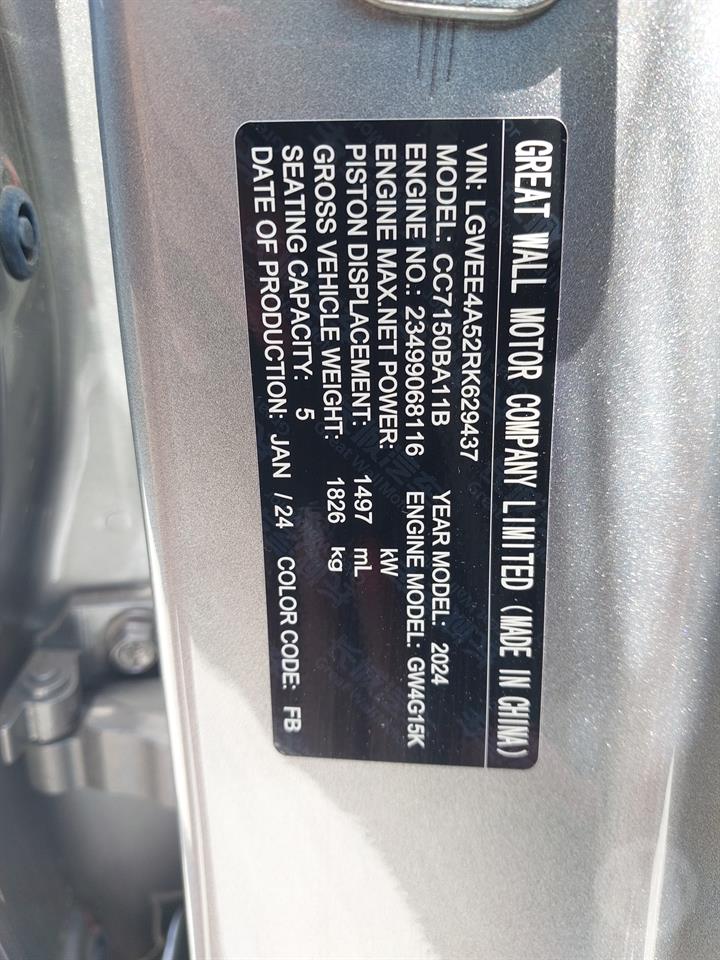 GREAT WALL MOTOR COMPANY LIMITED (MADE IN CHINA)
VIN: LGWEE4A52RK629437
MODEL: CC7150BA11B YEAR MODEL: 2024
ENGINE NO.: 23499068116 ENGINE MODEL: GW4G15K
ENGINE MAX.NET POWER: kW
PISTON DISPLACEMENT: 1497 mL
GROSS VEHICLE WEIGHT: 1826 kg
SEATING CAPACITY: 5
DATE OF PRODUCTION: JAN / 24 COLOR CODE: FB